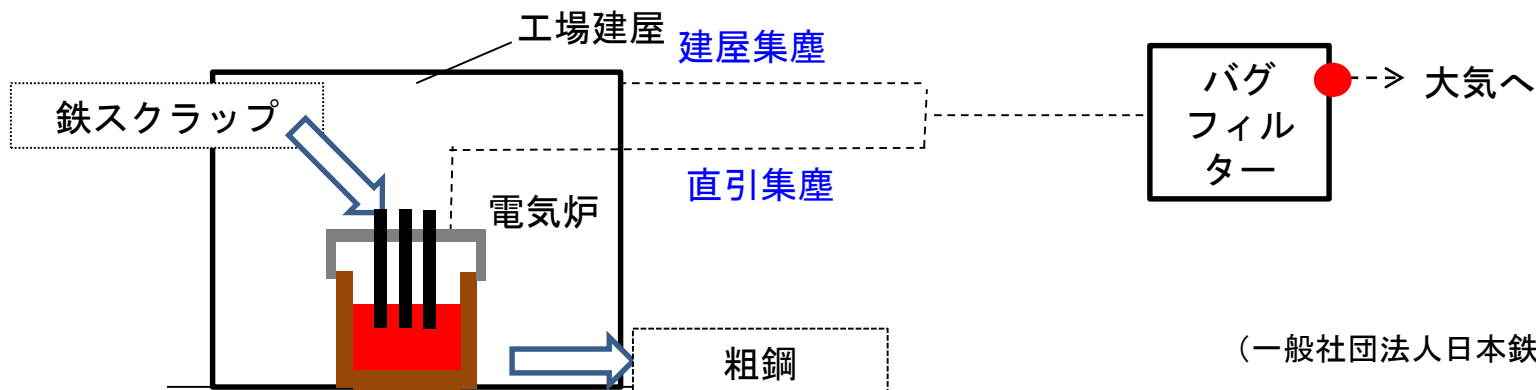 工場建屋
建屋集塵
鉄スクラップ
バグ
フィル
ター
大気へ
直引集塵
電気炉
粗鋼
（一般社団法人日本鉄